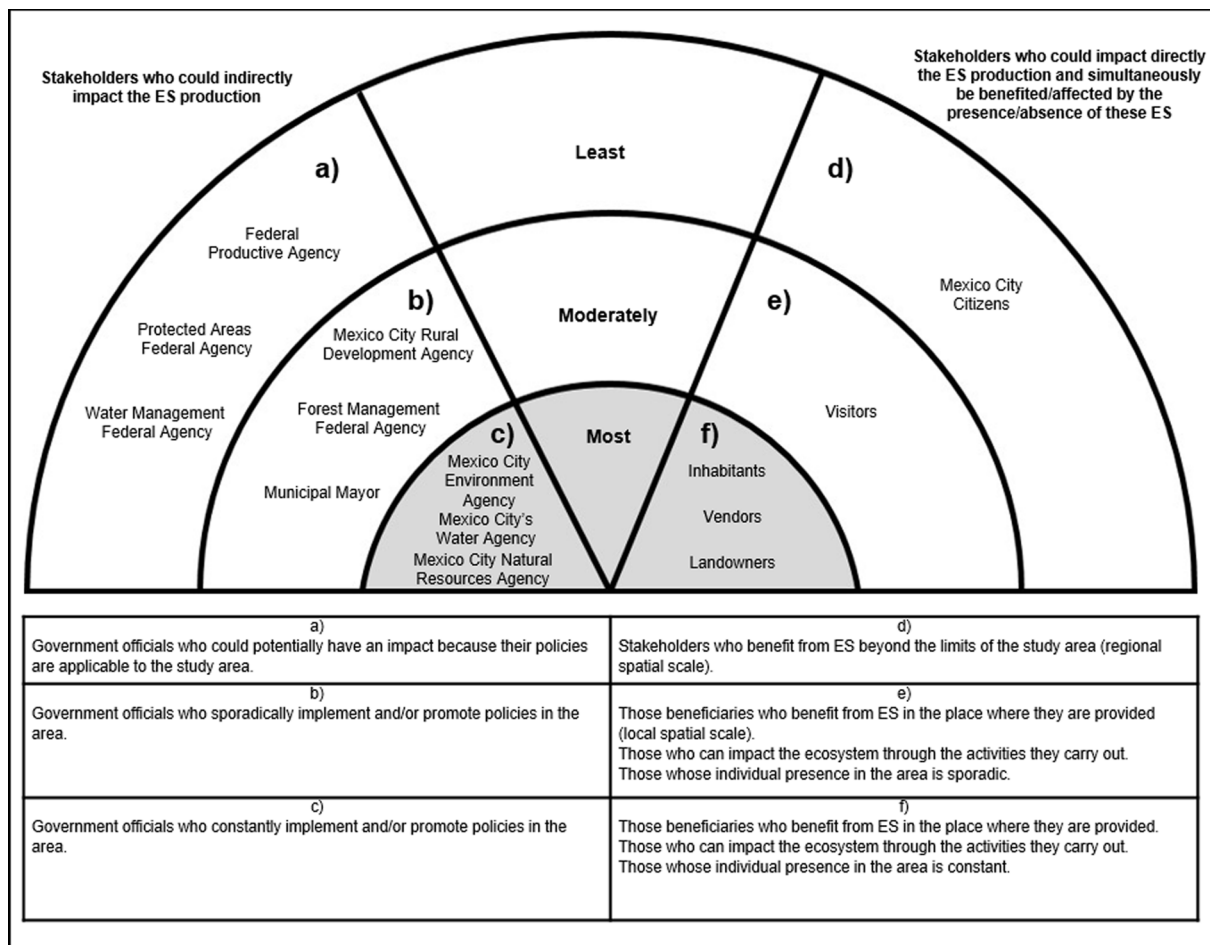 Stakeholders who could indirectly
impact the ES production
Stakeholders who could impact directly
the ES production and simultaneously
be benefited/affected by the
presence/absence of these ES
Least
a)
d)
Federal
Productive Agency
Mexico City
Citizens
b)
e)
Moderately
Protected Areas
Federal Agency
Mexico City Rural
Development Agency
Water Management
Federal Agency
Forest Management
Federal Agency
Visitors
c)
Most
f)
Municipal Mayor
Mexico City
Environment
Agency
Mexico City's
Water Agency
Mexico City Natural
Resources Agency
Inhabitants
Vendors
Landowners
a)
Government officials who could potentially have an impact because their policies
are applicable to the study area.
d)
Stakeholders who benefit from ES beyond the limits of the study area (regional
spatial scale).
b)
Government officials who sporadically implement and/or promote policies in the
area.
e)
Those beneficiaries who benefit from ES in the place where they are provided
(local spatial scale).
Those who can impact the ecosystem through the activities they carry out.
Those whose individual presence in the area is sporadic.
c)
Government officials who constantly implement and/or promote policies in the
area.
f)
Those beneficiaries who benefit from ES in the place where they are provided.
Those who can impact the ecosystem through the activities they carry out.
Those whose individual presence in the area is constant.